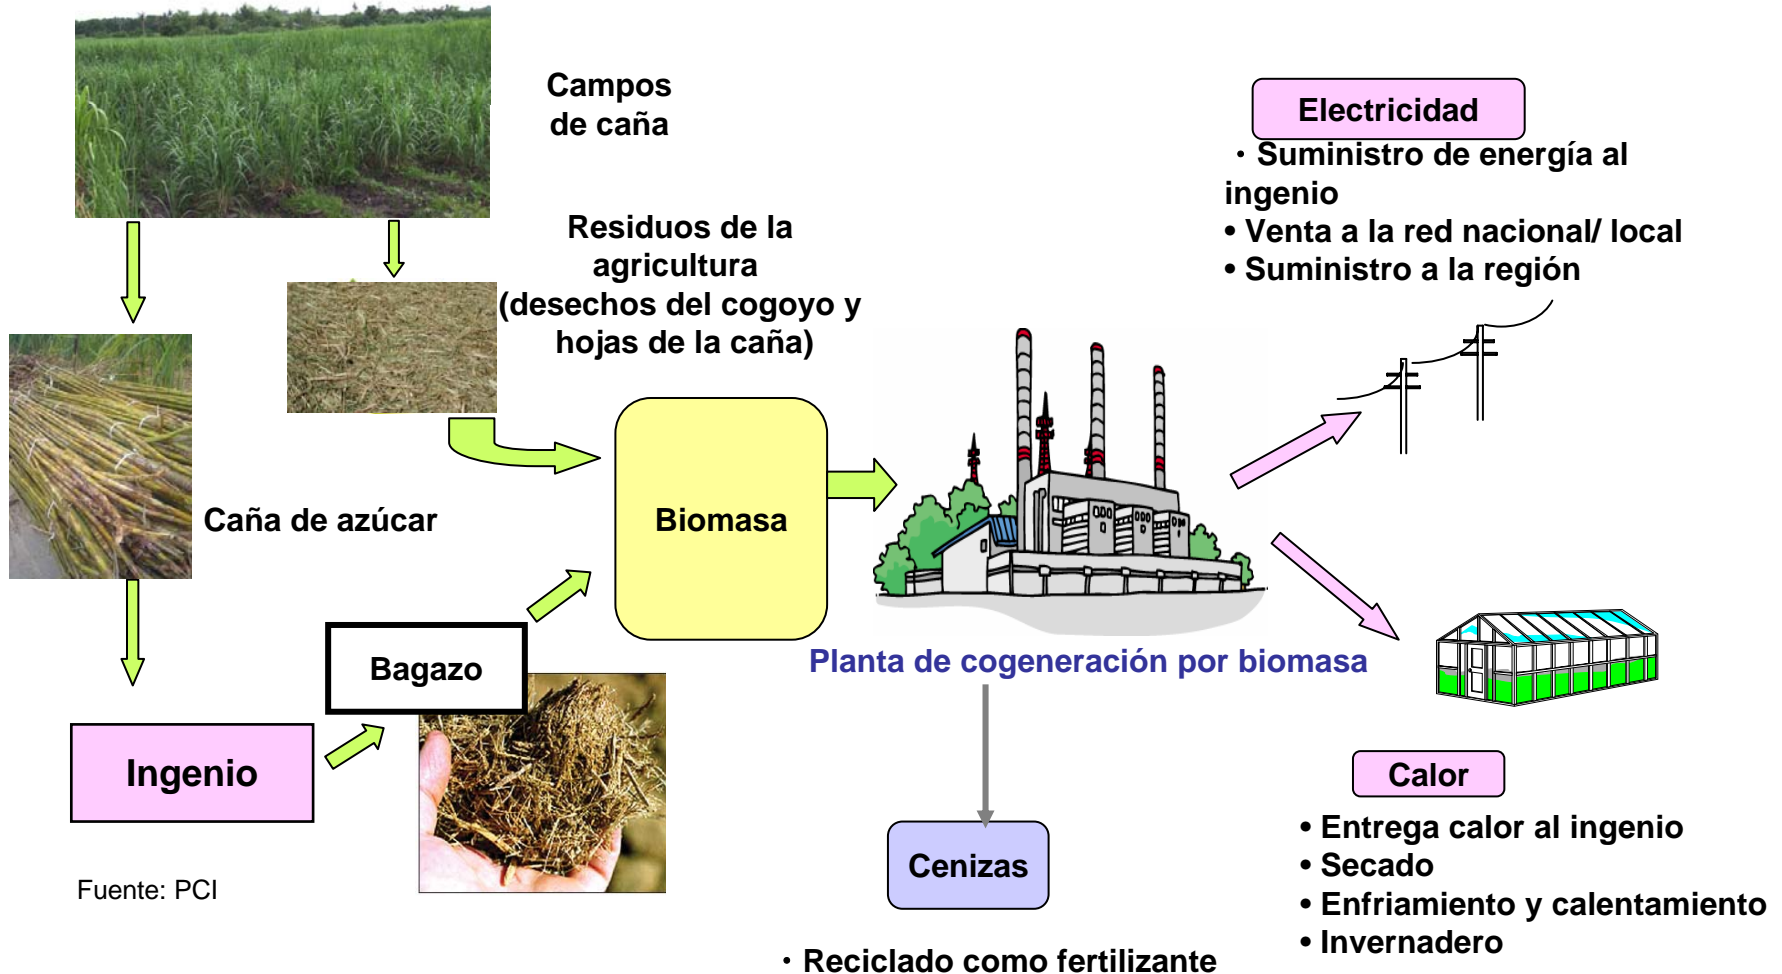 Campos
de caña
Residuos de la
agricultura
(desechos del cogoyo y
hojas de la caña)
Caña de azúcar
Ingenio
Bagazo
Biomasa
Planta de cogeneración por biomasa
Cenizas
· Reciclado como fertilizante
Electricidad
· Suministro de energía al
ingenio
• Venta a la red nacional/ local
• Suministro a la región
Calor
• Entrega calor al ingenio
• Secado
• Enfriamiento y calentamiento
• Invernadero
Fuente: PCI